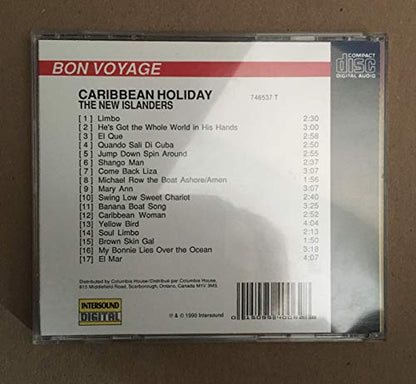 BON VOYAGE
COMPACT
disc
DIGITAL AUDIO
CARIBBEAN HOLIDAY
THE NEW ISLANDERS
746537 T
[ 1 ] Limbo 2:30
[ 2 ] He's Got the Whole World in His Hands 3:00
[ 3 ] El Que 2:58
[ 4 ] Quando Sali Di Cuba 2:50
[ 5 ] Jump Down Spin Around 2:55
[ 6 ] Shango Man 2:37
[ 7 ] Come Back Liza 3:07
[ 8 ] Michael Row the Boat Ashore/Amen 1:56
[ 9 ] Mary Ann 3:07
[10] Swing Low Sweet Chariot 2:40
[11] Banana Boat Song 3:25
[12] Caribbean Woman 2:52
[13] Yellow Bird 4:04
[14] Soul Limbo 2:13
[15] Brown Skin Gal 1:50
[16] My Bonnie Lies Over the Ocean 3:18
[17] El Mar 4:07
Distributed by Columbia House/Distribué par Columbia House,
Scarborough, Ontario, Canada M1V 3M3.
INTERSOUND
DIGITAL
℗ & © 1990 Intersound